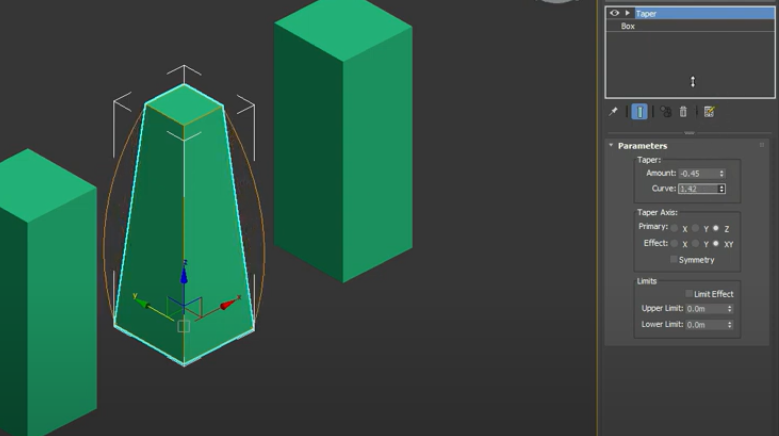 Taper
Box
Parameters
Taper:
Amount: -0.45
Curve: 1.42
Taper Axis:
Primary: X Y Z
Effect: X Y XY
Symmetry
Limits
Limit Effect
Upper Limit: 0.0m
Lower Limit: 0.0m
z
y
x